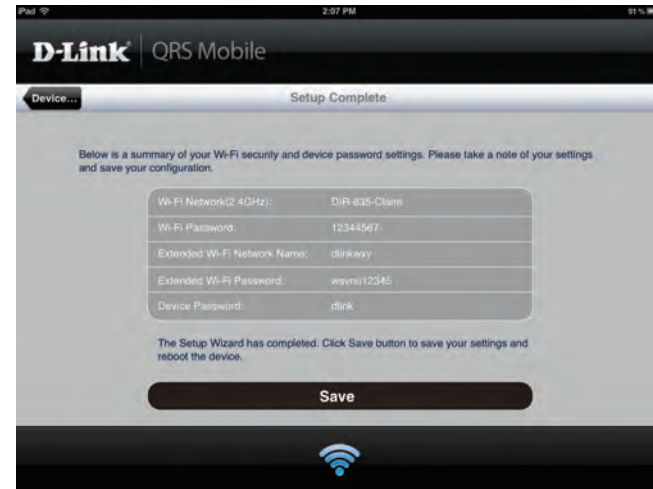 iPad 2:07 PM 91 %
D-Link QRS Mobile
Device... Setup Complete
Below is a summary of your Wi-Fi security and device password settings. Please take a note of your settings
and save your configuration.
Wi-Fi Network(2.4GHz): DIR-835-Claire
Wi-Fi Password: 12344567
Extended Wi-Fi Network Name: dlinkwxy
Extended Wi-Fi Password: 12345
Device Password: dlink
The Setup Wizard has completed. Click Save button to save your settings and
reboot the device.
Save